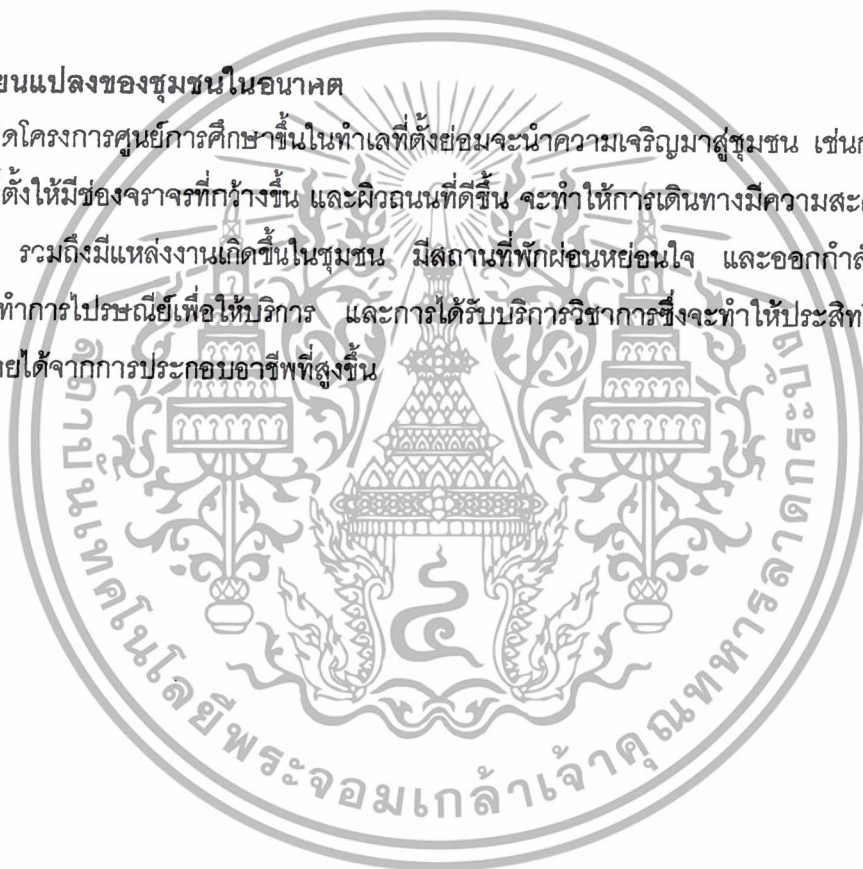 ยนแปลงของชุมชนในอนาคต
ดโครงการศูนย์การศึกษาขึ้นในทำเลที่ตั้งย่อมจะนำความเจริญมาสู่ชุมชน เช่นก
ตั้งให้มีช่องจราจรที่กว้างขึ้น และผิวถนนที่ดีขึ้น จะทำให้การเดินทางมีความสะด
รวมถึงมีแหล่งงานเกิดขึ้นในชุมชน มีสถานที่พักผ่อนหย่อนใจ และออกกำลั
ทำการไปรษณีย์เพื่อให้บริการ และการได้รับบริการวิชาการซึ่งจะทำให้ประสิท
ายได้จากการประกอบอาชีพที่สูงขึ้น
สถาบันเทคโนโลยีพระจอมเกล้าเจ้าคุณทหารลาดกระบัง
๔